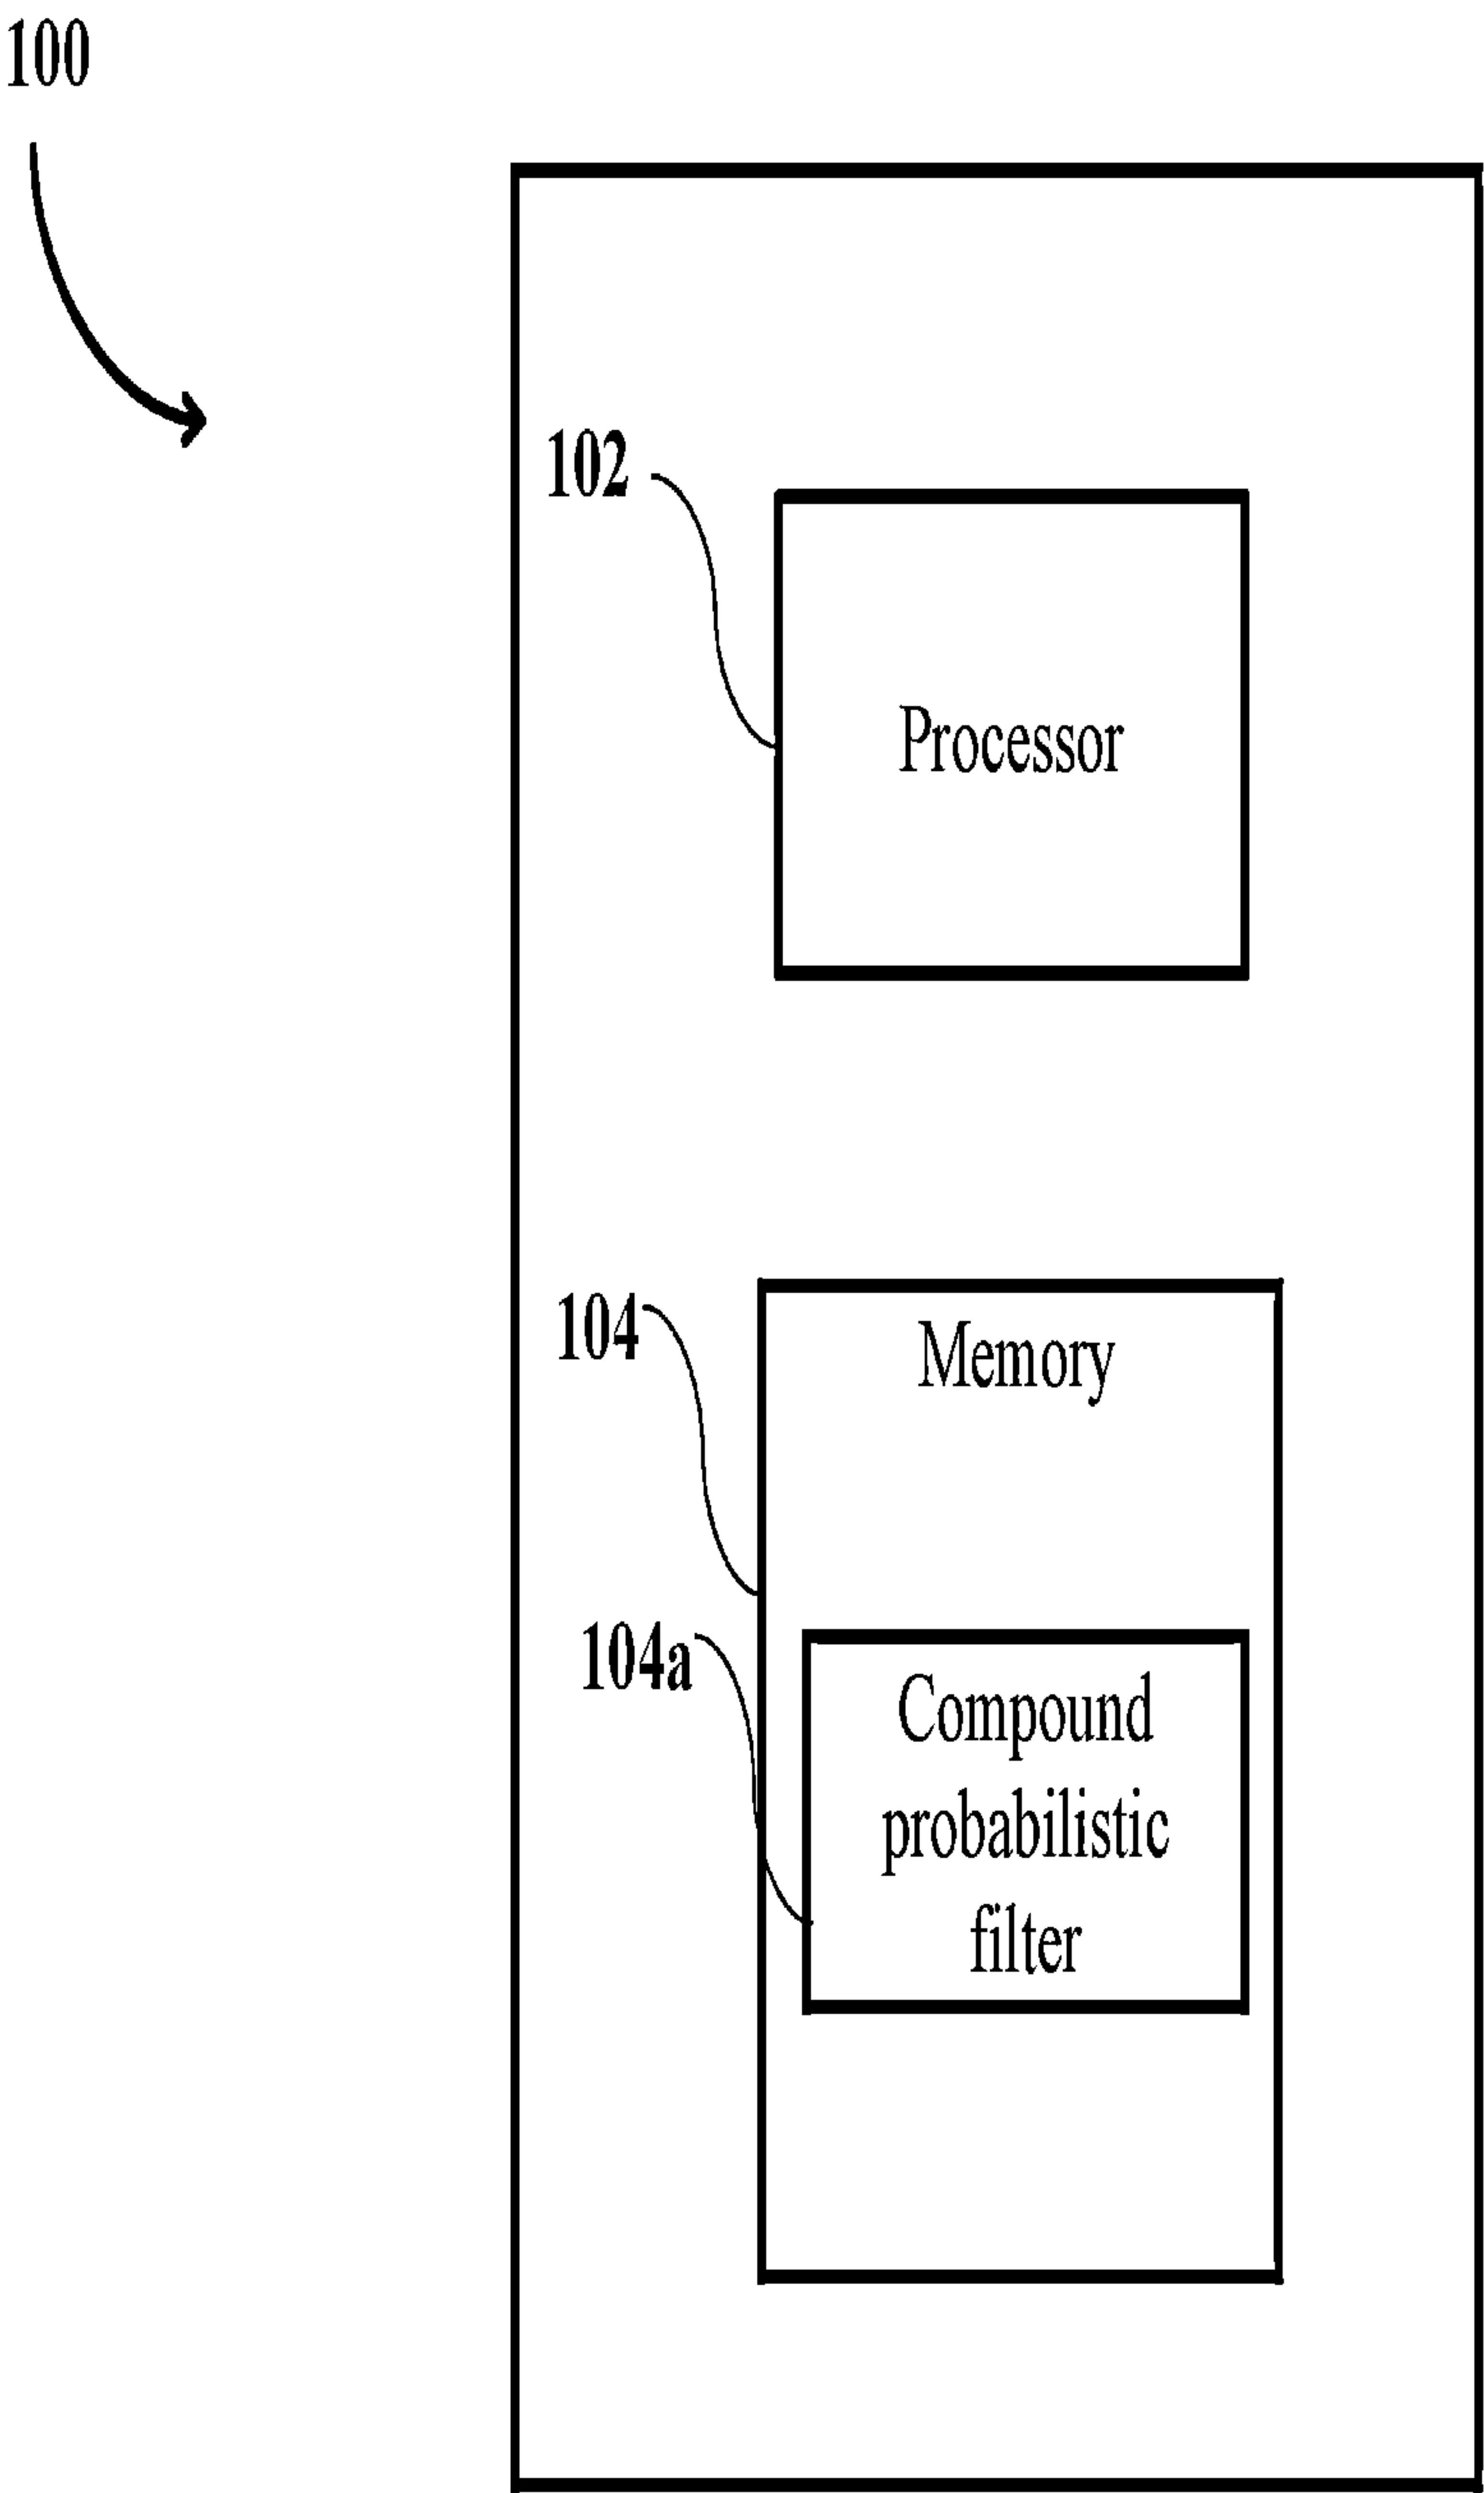 100
102
Processor
104
Memory
104a
Compound
probabilistic
filter